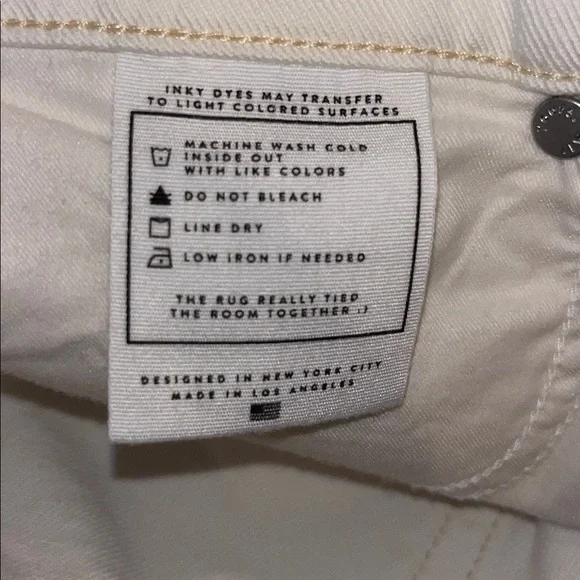 INKY DYES MAY TRANSFER
TO LIGHT COLORED SURFACES
MACHINE WASH COLD
INSIDE OUT
WITH LIKE COLORS
DO NOT BLEACH
LINE DRY
LOW IRON IF NEEDED
THE RUG REALLY TIED
THE ROOM TOGETHER :)
DESIGNED IN NEW YORK CITY
MADE IN LOS ANGELES